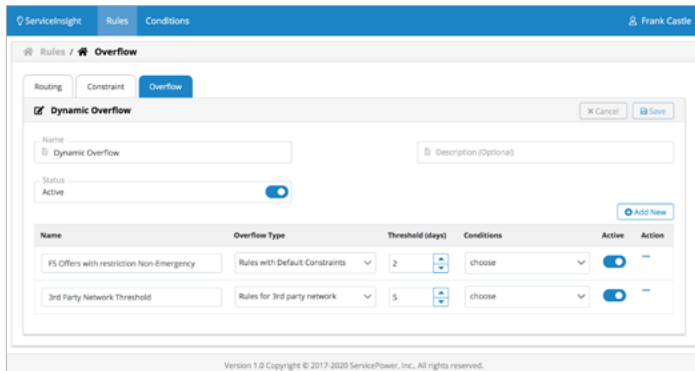 ServiceInsight Rules Conditions Frank Castle
Rules / Overflow
Routing Constraint Overflow
Dynamic Overflow Cancel Save
Name
Dynamic Overflow Description (Optional)
Status
Active
Add New
Name Overflow Type Threshold (days) Conditions Active Action
FS Offers with restriction Non-Emergency Rules with Default Constraints 2 choose
3rd Party Network Threshold Rules for 3rd party network 5 choose
Version 1.0 Copyright © 2017-2020 ServicePower, Inc., All rights reserved.